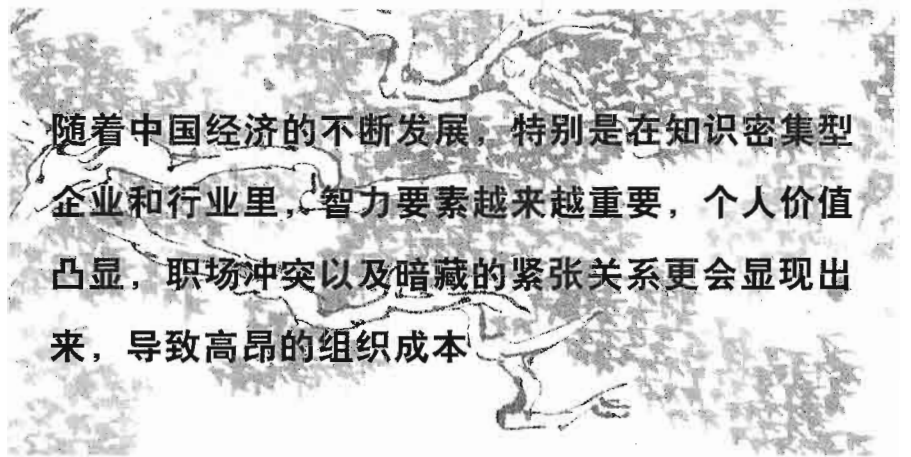 随着中国经济的不断发展，特别是在知识密集型
企业和行业里，智力要素越来越重要，个人价值
凸显，职场冲突以及暗藏的紧张关系更会显现出
来，导致高昂的组织成本